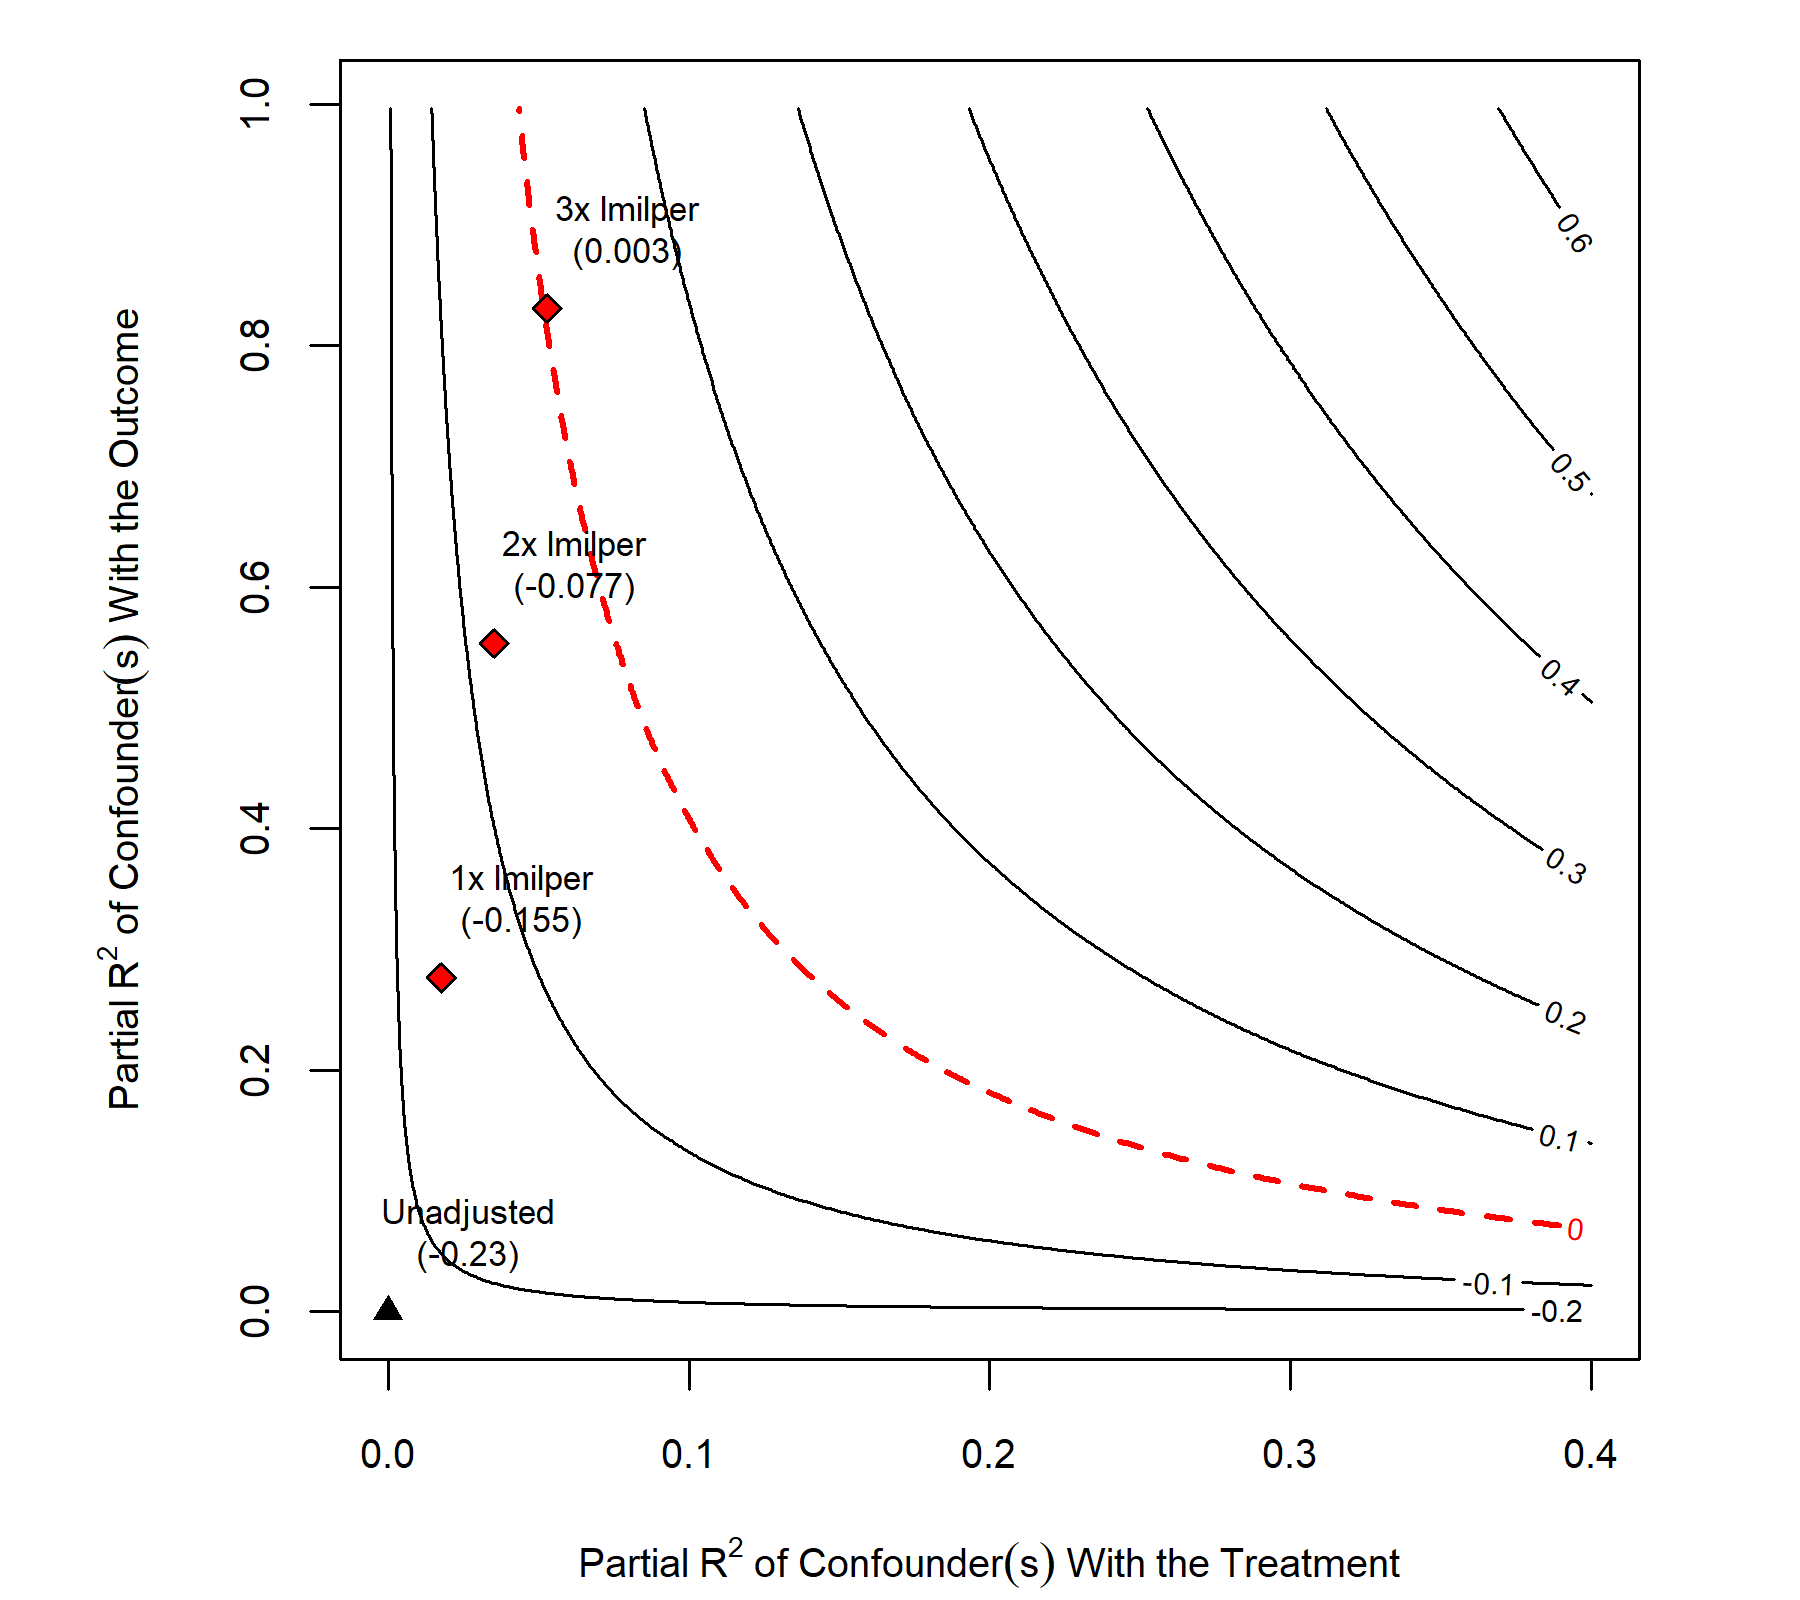 1.0
0.8
0.6
0.4
0.2
0.0
Partial R² of Confounder(s) With the Outcome
3x lmilper
(0.003)
2x lmilper
(-0.077)
1x lmilper
(-0.155)
Unadjusted
(-0.23)
0.6
0.5
0.4
0.3
0.2
0.1
0
-0.1
-0.2
0.0 0.1 0.2 0.3 0.4
Partial R² of Confounder(s) With the Treatment